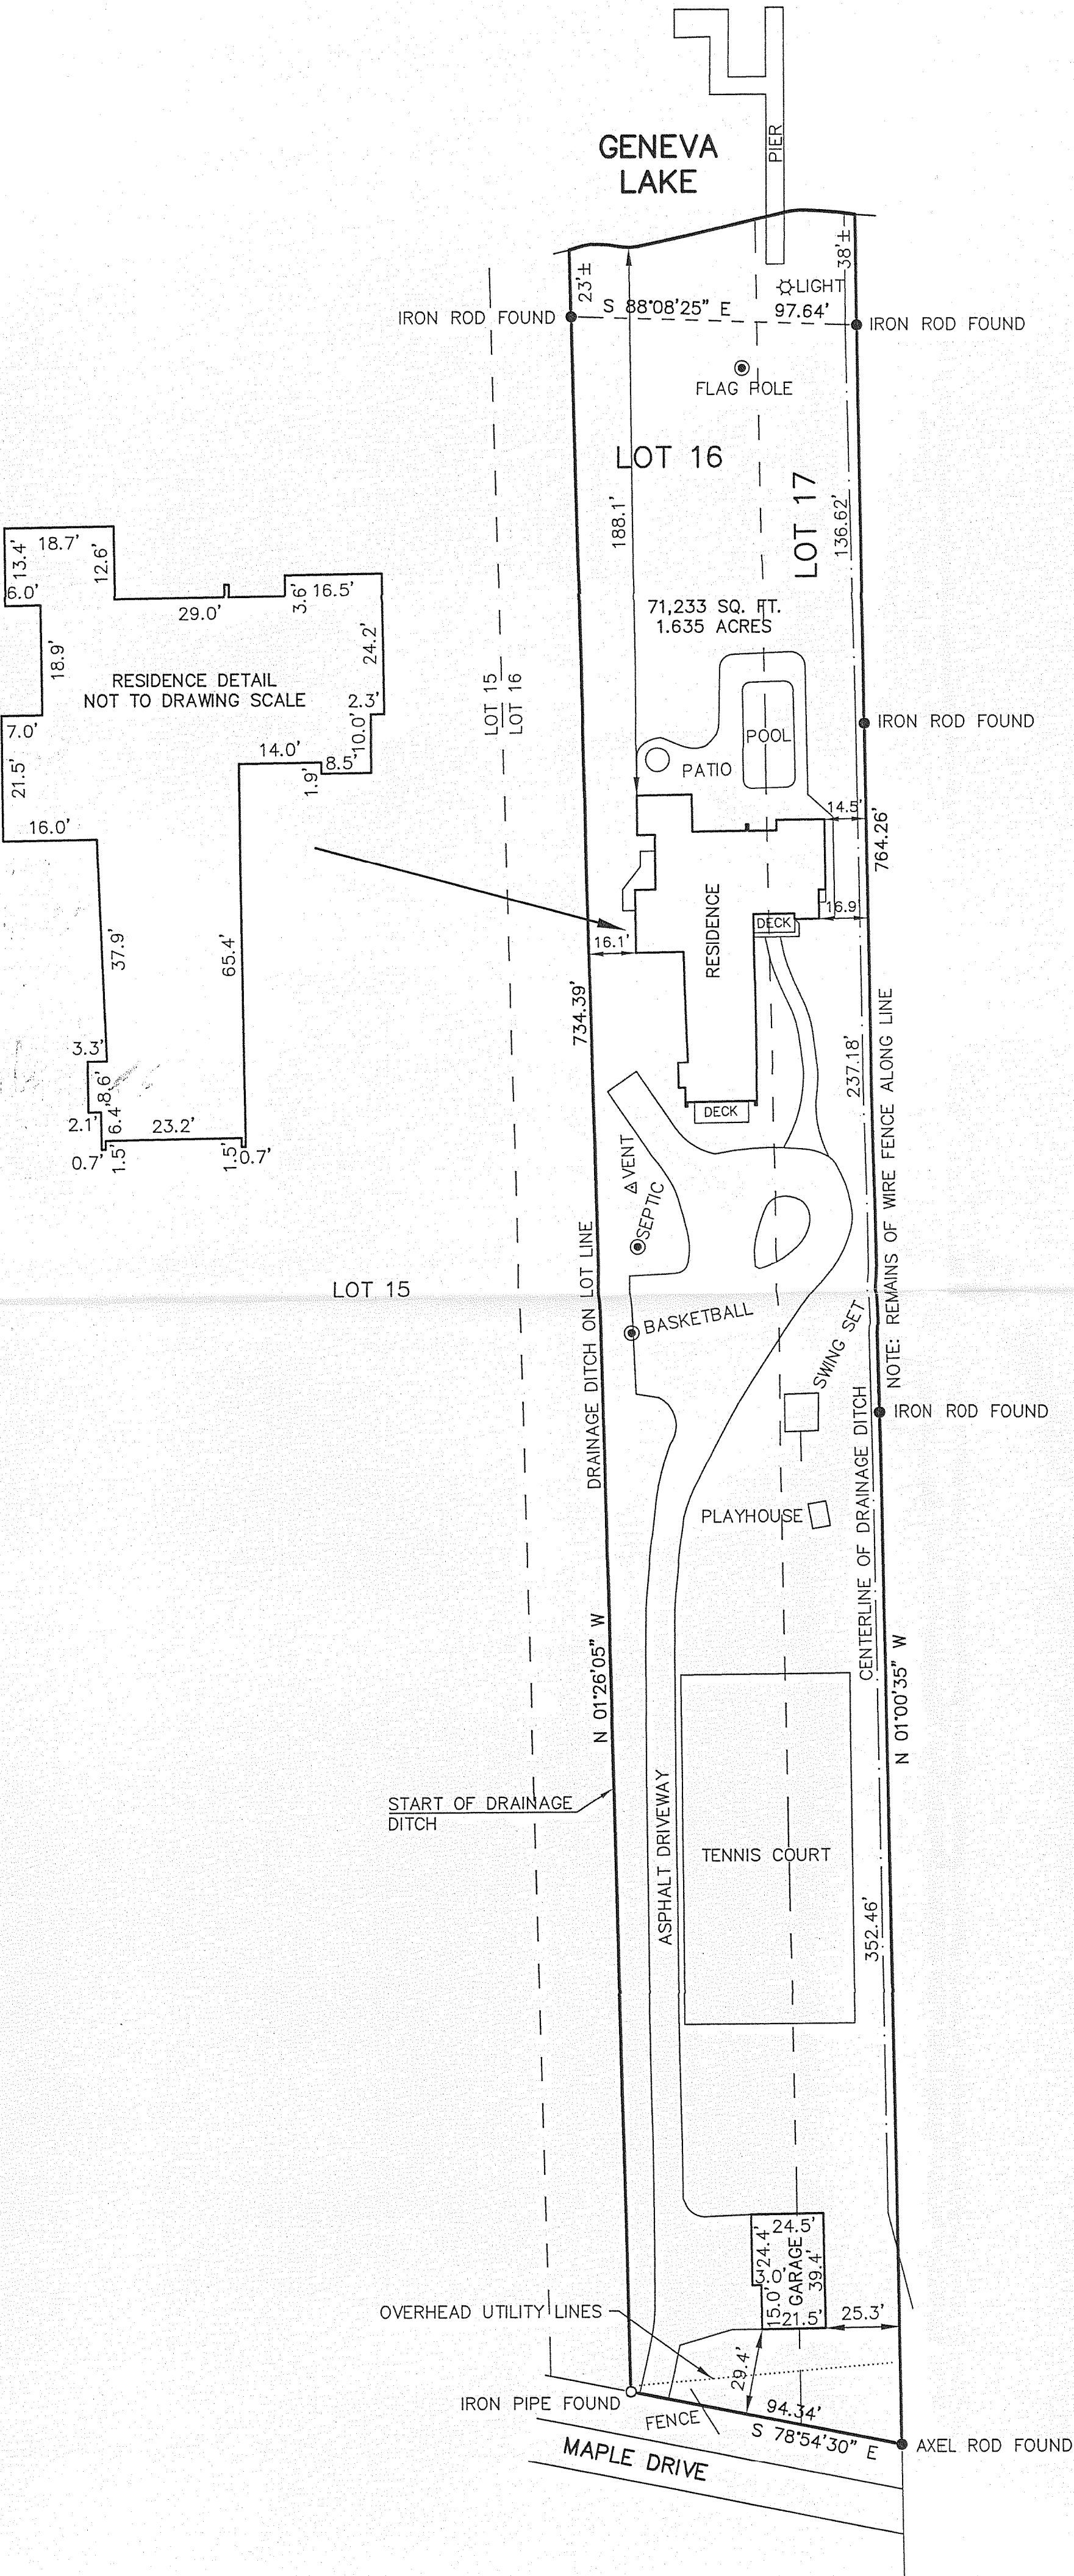 GENEVA
LAKE
PIER
23'±
38'±
LIGHT
S 88°08'25" E
97.64'
IRON ROD FOUND
IRON ROD FOUND
FLAG POLE
LOT 16
LOT 17
188.1'
136.62'
71,233 SQ. FT.
1.635 ACRES
18.7'
13.4'
12.6'
6.0'
29.0'
3.6'
16.5'
18.9'
24.2'
RESIDENCE DETAIL
NOT TO DRAWING SCALE
2.3'
7.0'
10.0'
14.0'
8.5'
1.9'
21.5'
16.0'
37.9'
65.4'
3.3'
8.6'
2.1'
6.4'
23.2'
0.7'
1.5'
1.5'
0.7'
LOT 15
LOT 16
IRON ROD FOUND
POOL
PATIO
14.5'
764.26'
16.9'
DECK
RESIDENCE
16.1'
734.39'
237.18'
NOTE: REMAINS OF WIRE FENCE ALONG LINE
DECK
VENT
SEPTIC
LOT 15
DRAINAGE DITCH ON LOT LINE
BASKETBALL
SWING SET
IRON ROD FOUND
PLAYHOUSE
CENTERLINE OF DRAINAGE DITCH
N 01°26'05" W
N 01°00'35" W
START OF DRAINAGE
DITCH
ASPHALT DRIVEWAY
TENNIS COURT
352.46'
24.5'
24.4'
3.0'
GARAGE
39.4'
15.0'
21.5'
25.3'
OVERHEAD UTILITY LINES
29.4'
IRON PIPE FOUND
FENCE
94.34'
S 78°54'30" E
AXEL ROD FOUND
MAPLE DRIVE